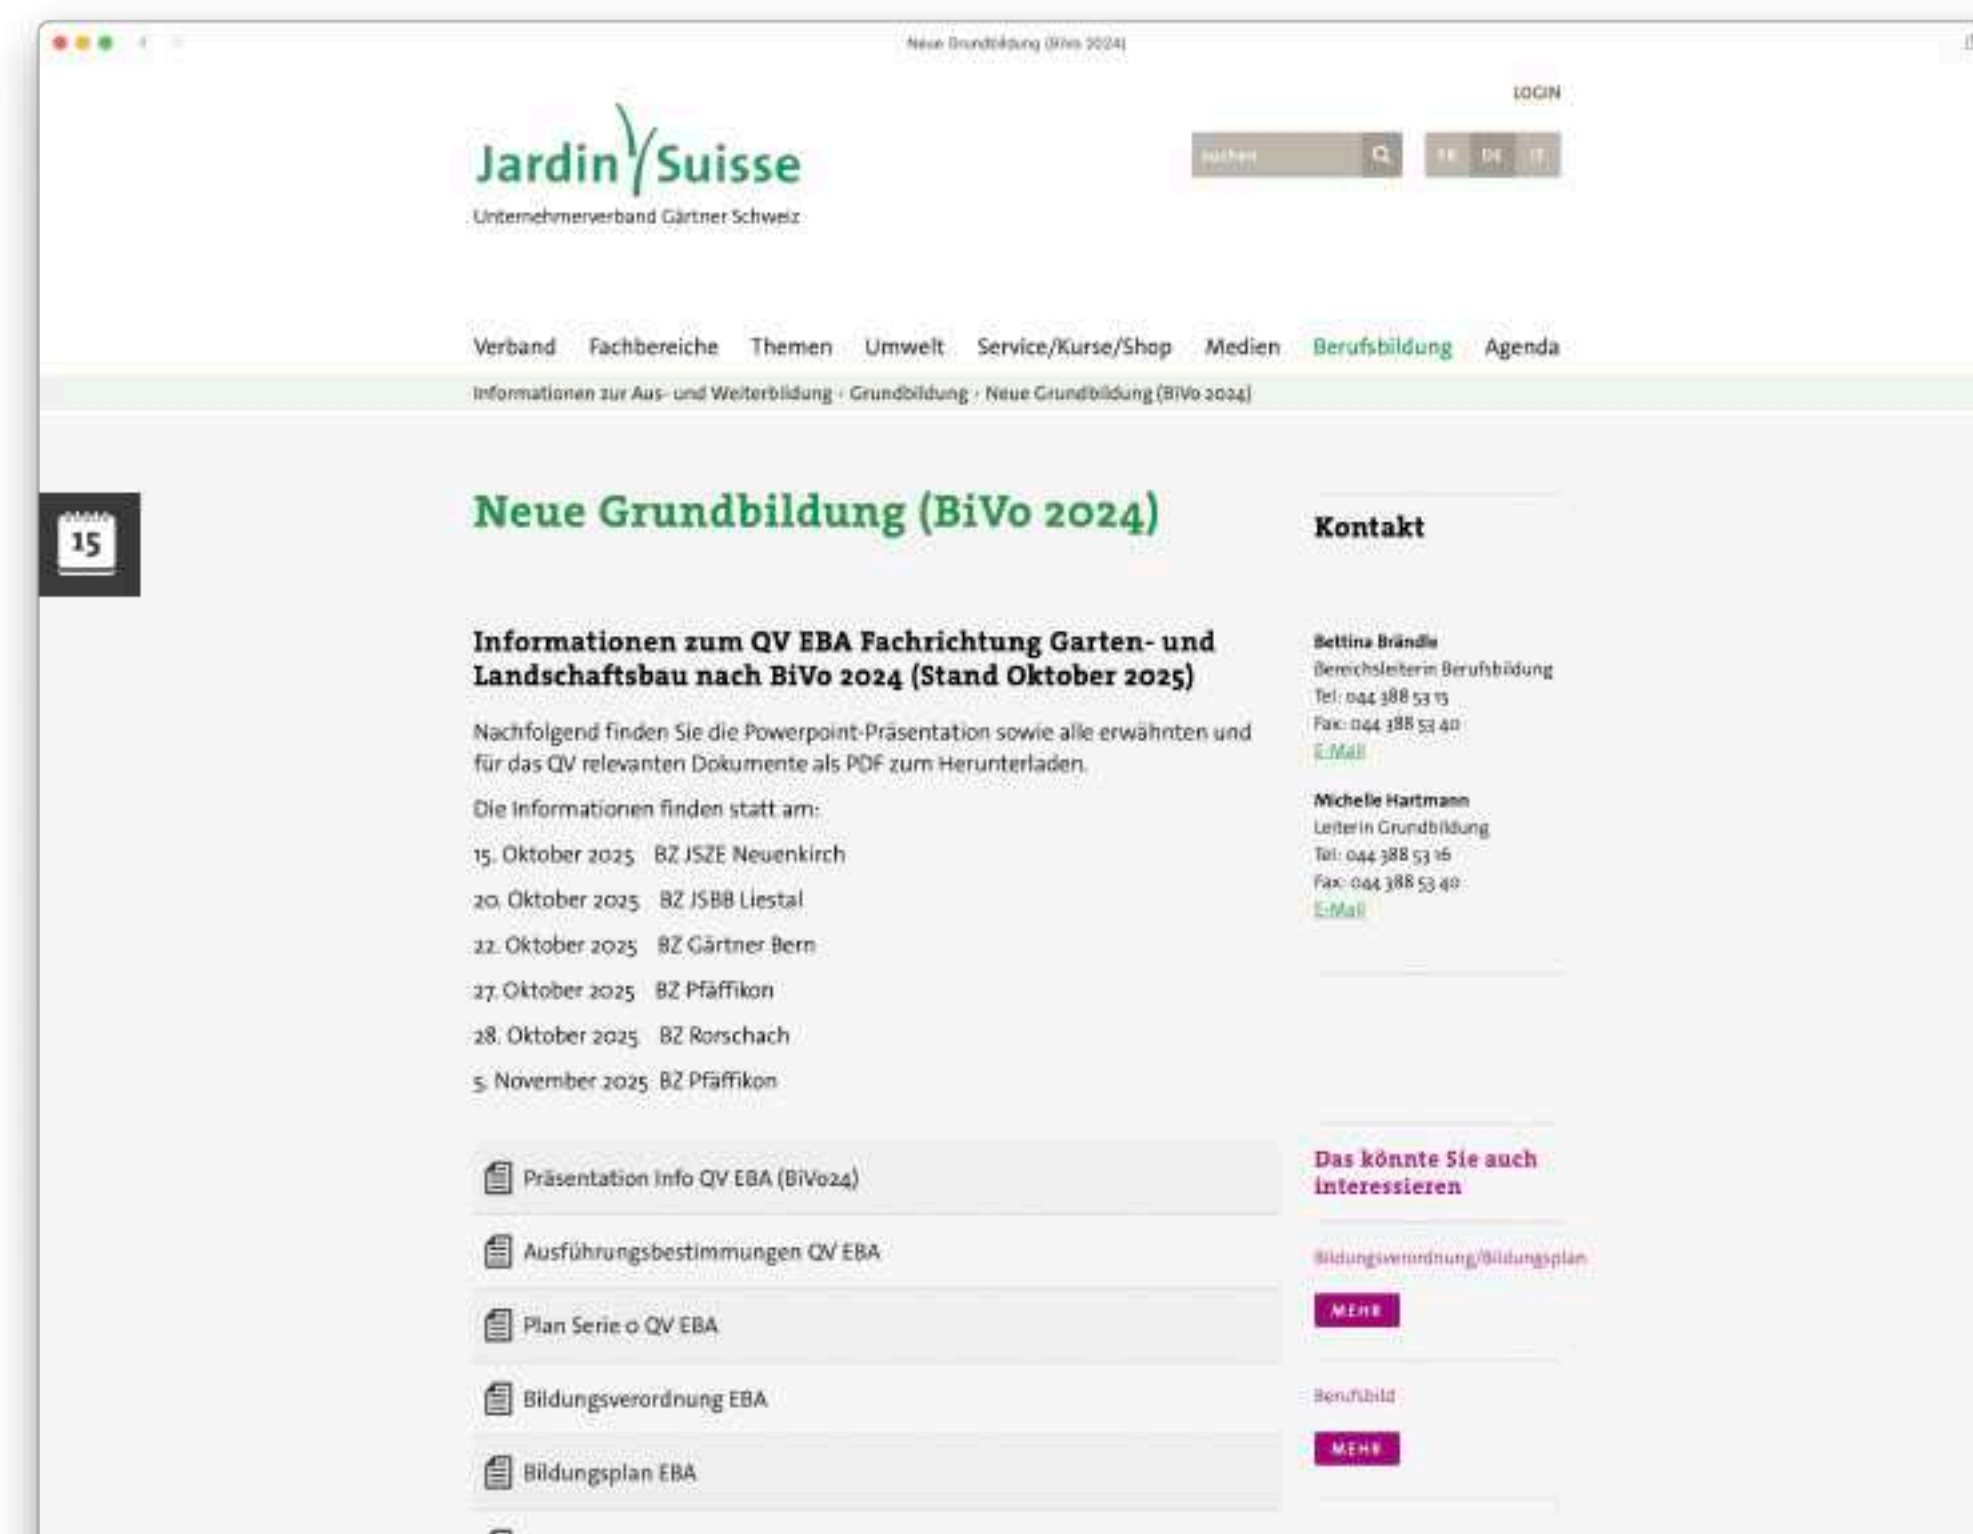 Neue Grundbildung (BiVo 2024)
LOGIN
Jardin Suisse
Unternehmerverband Gärtner Schweiz
suchen
FR DE IT
Verband Fachbereiche Themen Umwelt Service/Kurse/Shop Medien Berufsbildung Agenda
Informationen zur Aus- und Weiterbildung › Grundbildung › Neue Grundbildung (BiVo 2024)
15
Neue Grundbildung (BiVo 2024)
Informationen zum QV EBA Fachrichtung Garten- und
Landschaftsbau nach BiVo 2024 (Stand Oktober 2025)
Nachfolgend finden Sie die Powerpoint-Präsentation sowie alle erwähnten und
für das QV relevanten Dokumente als PDF zum Herunterladen.
Die Informationen finden statt am:
15. Oktober 2025 BZ JSZE Neuenkirch
20. Oktober 2025 BZ JSBB Liestal
22. Oktober 2025 BZ Gärtner Bern
27. Oktober 2025 BZ Pfäffikon
28. Oktober 2025 BZ Rorschach
5. November 2025 BZ Pfäffikon
Präsentation Info QV EBA (BiVo24)
Ausführungsbestimmungen QV EBA
Plan Serie 0 QV EBA
Bildungsverordnung EBA
Bildungsplan EBA
Kontakt
Bettina Brändle
Bereichsleiterin Berufsbildung
Tel: 044 388 53 15
Fax: 044 388 53 40
E-Mail
Michelle Hartmann
Leiterin Grundbildung
Tel: 044 388 53 16
Fax: 044 388 53 40
E-Mail
Das könnte Sie auch
interessieren
Bildungsverordnung/Bildungsplan
MEHR
Berufsbild
MEHR